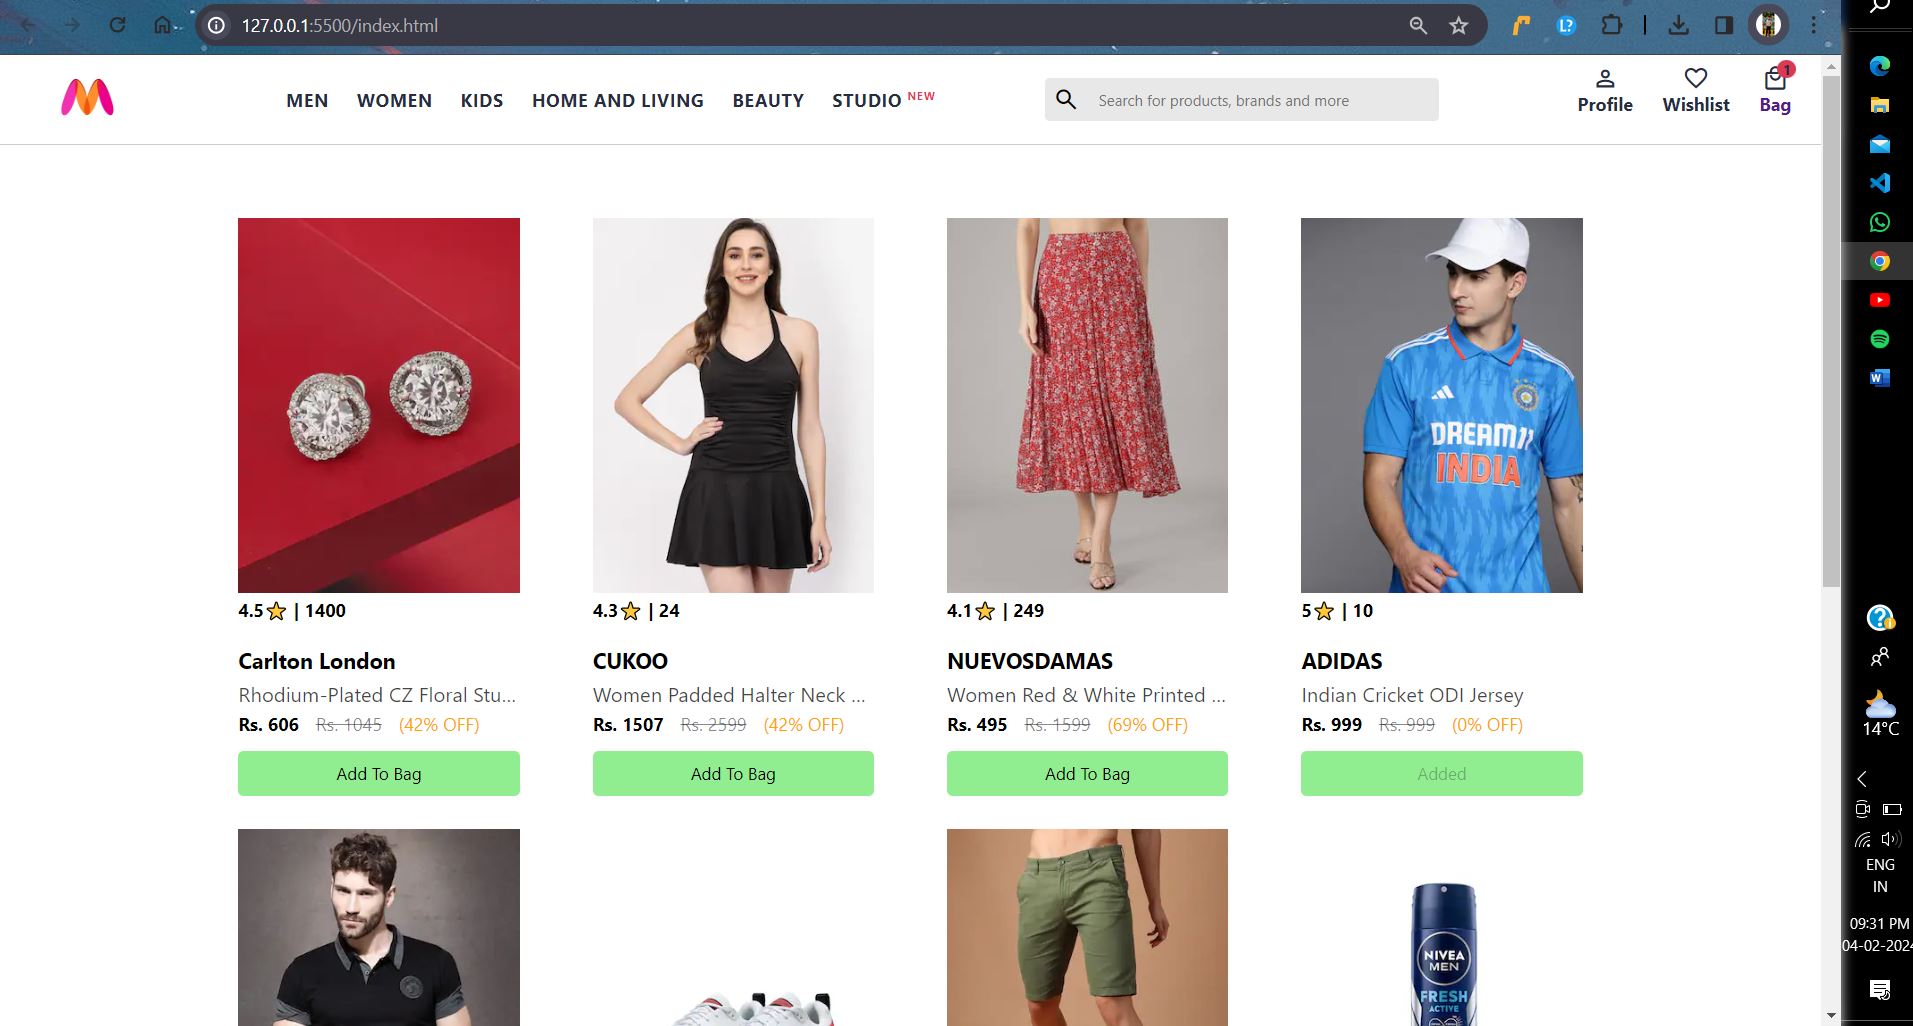 127.0.0.1:5500/index.html
MEN WOMEN KIDS HOME AND LIVING BEAUTY STUDIO NEW
Search for products, brands and more
Profile Wishlist 1 Bag
DREAM11
INDIA
4.5 | 1400
Carlton London
Rhodium-Plated CZ Floral Stu...
Rs. 606 Rs. 1045 (42% OFF)
Add To Bag
4.3 | 24
CUKOO
Women Padded Halter Neck ...
Rs. 1507 Rs. 2599 (42% OFF)
Add To Bag
4.1 | 249
NUEVOSDAMAS
Women Red & White Printed ...
Rs. 495 Rs. 1599 (69% OFF)
Add To Bag
5 | 10
ADIDAS
Indian Cricket ODI Jersey
Rs. 999 Rs. 999 (0% OFF)
Added
NIVEA
MEN
FRESH
ACTIVE
14°C
ENG
IN
09:31 PM
04-02-2024